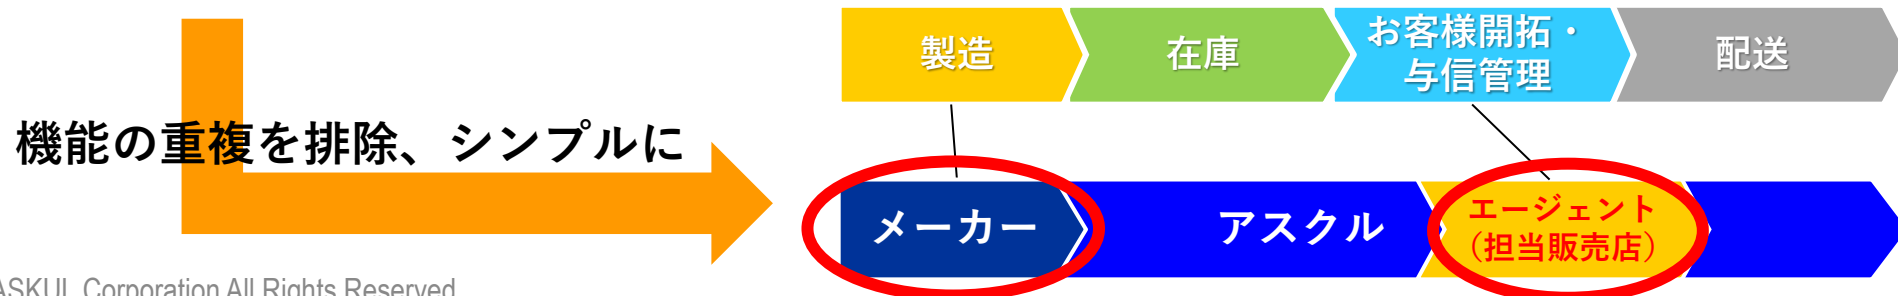 製造
在庫
お客様開拓・
与信管理
配送
機能の重複を排除、シンプルに
メーカー
アスクル
エージェント
(担当販売店)
ASKUL Corporation All Rights Reserved